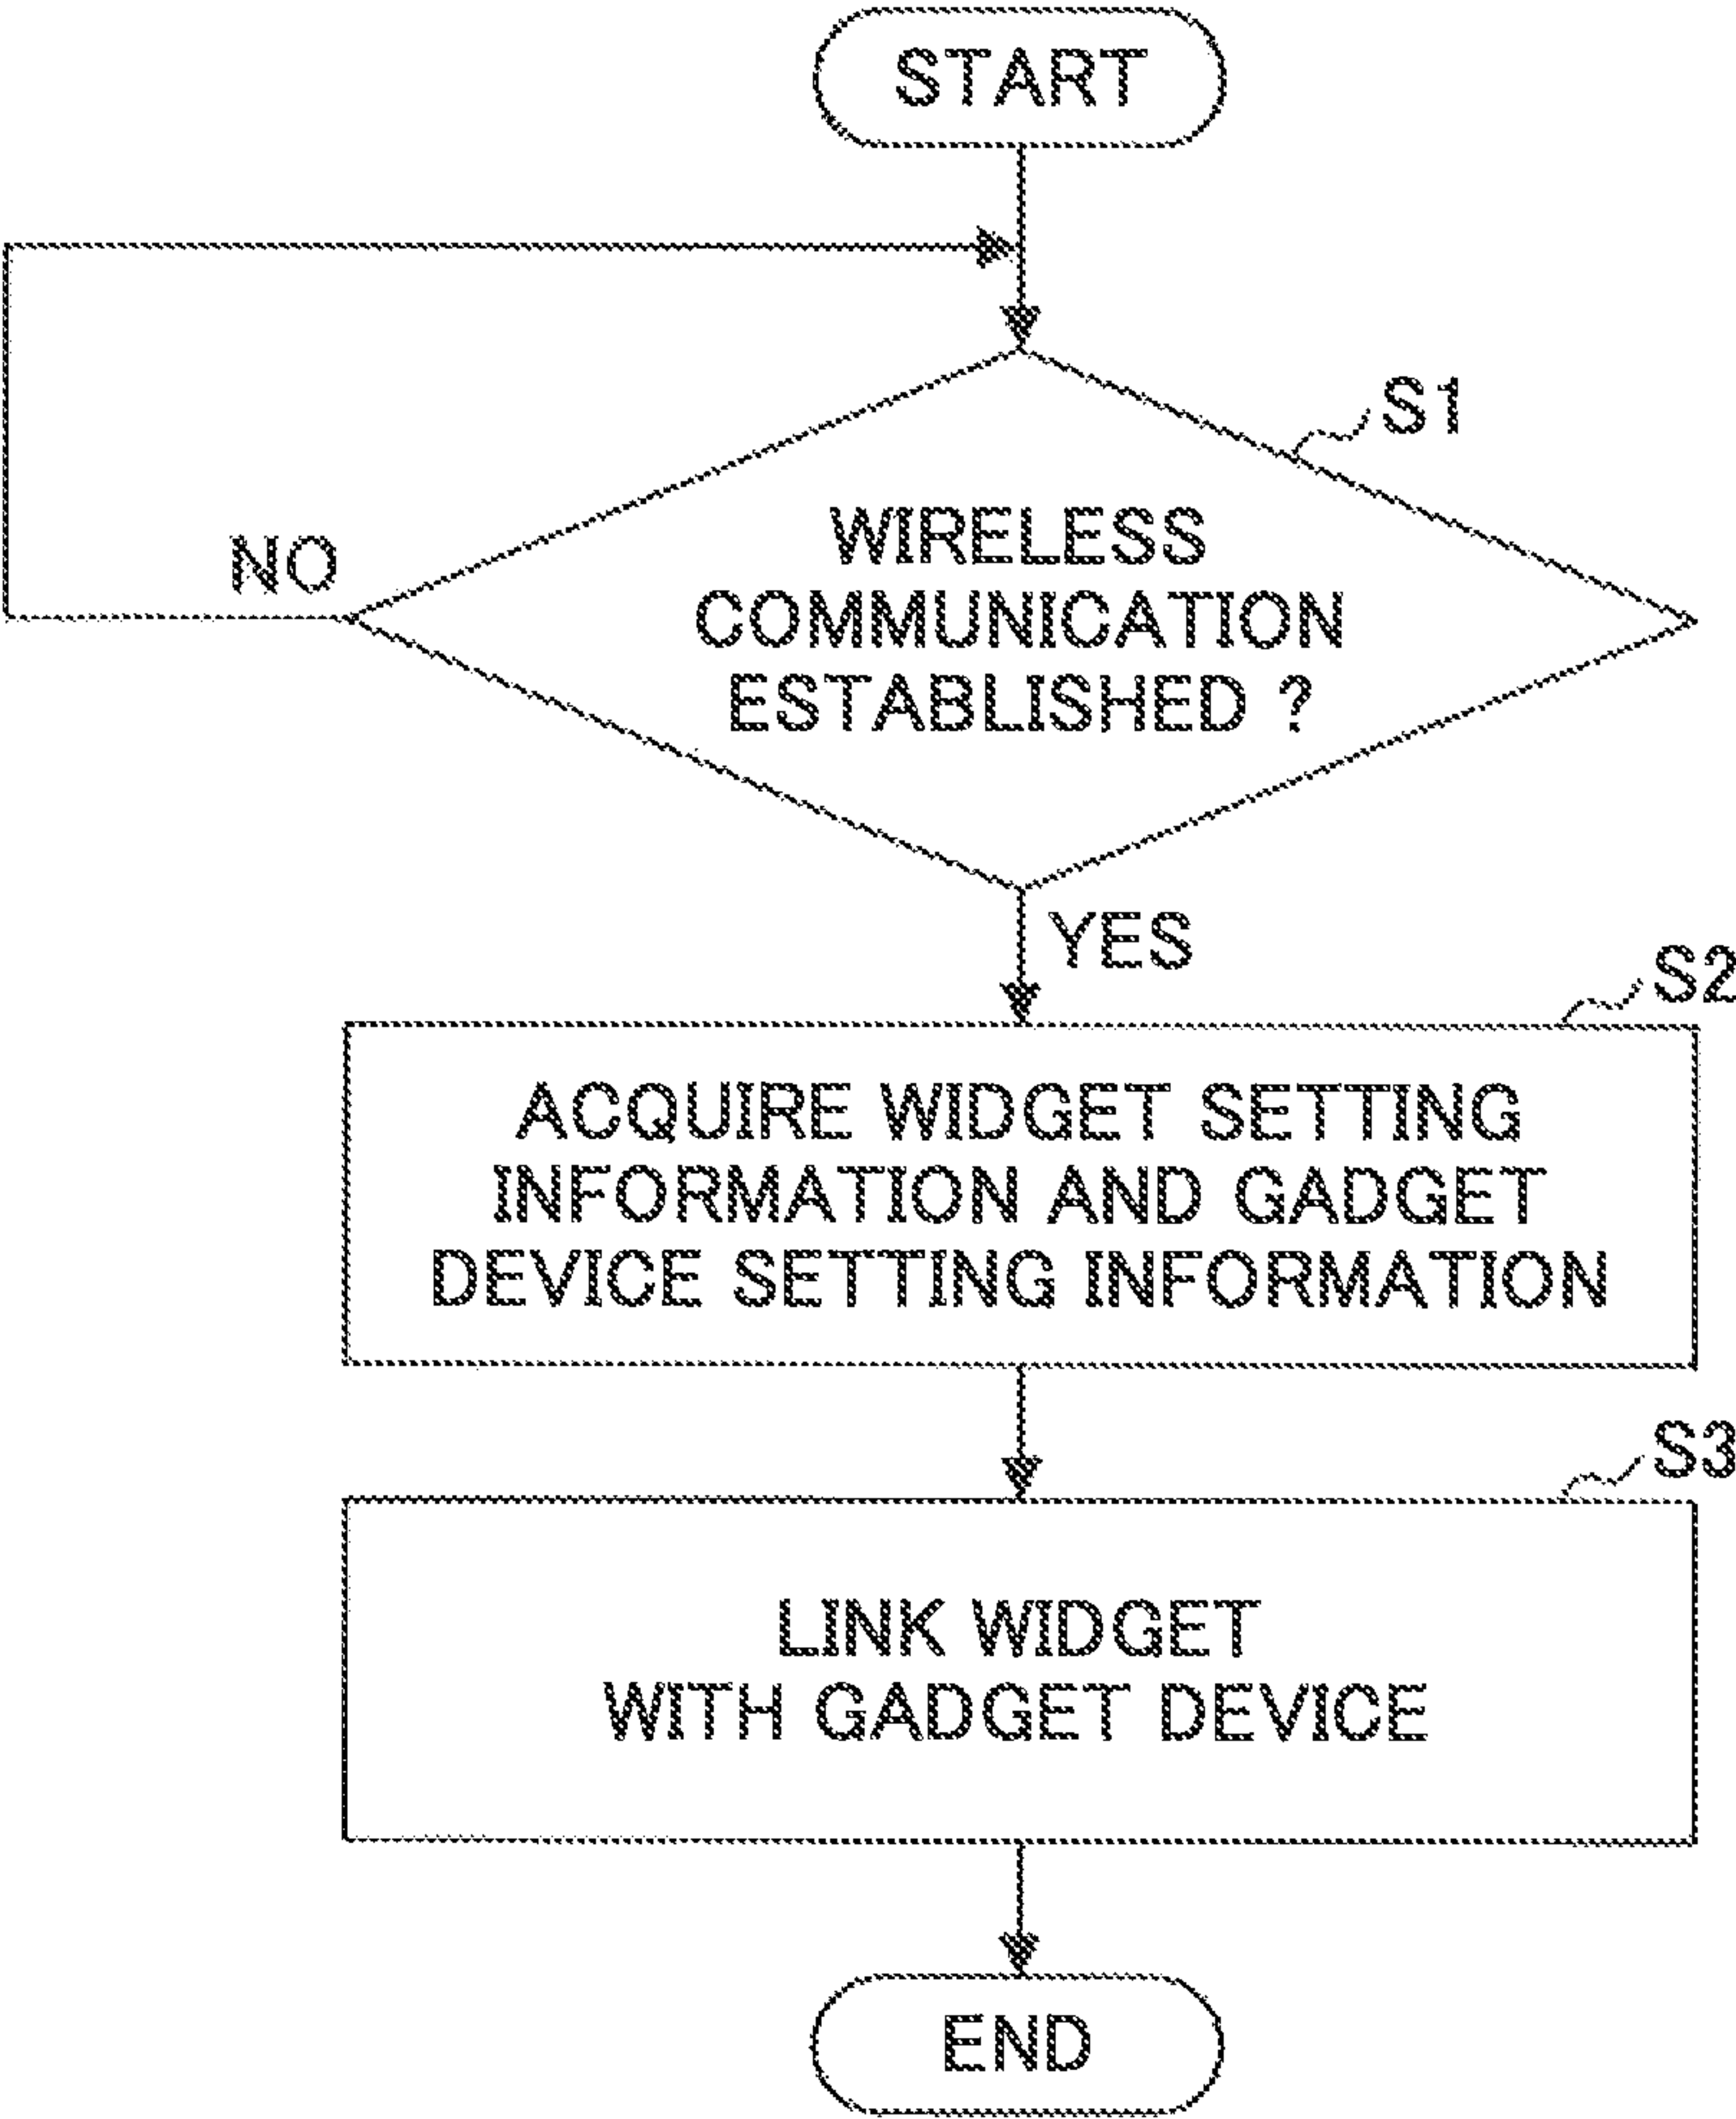 START
S1
WIRELESS
COMMUNICATION
ESTABLISHED ?
NO
YES
S2
ACQUIRE WIDGET SETTING
INFORMATION AND GADGET
DEVICE SETTING INFORMATION
S3
LINK WIDGET
WITH GADGET DEVICE
END